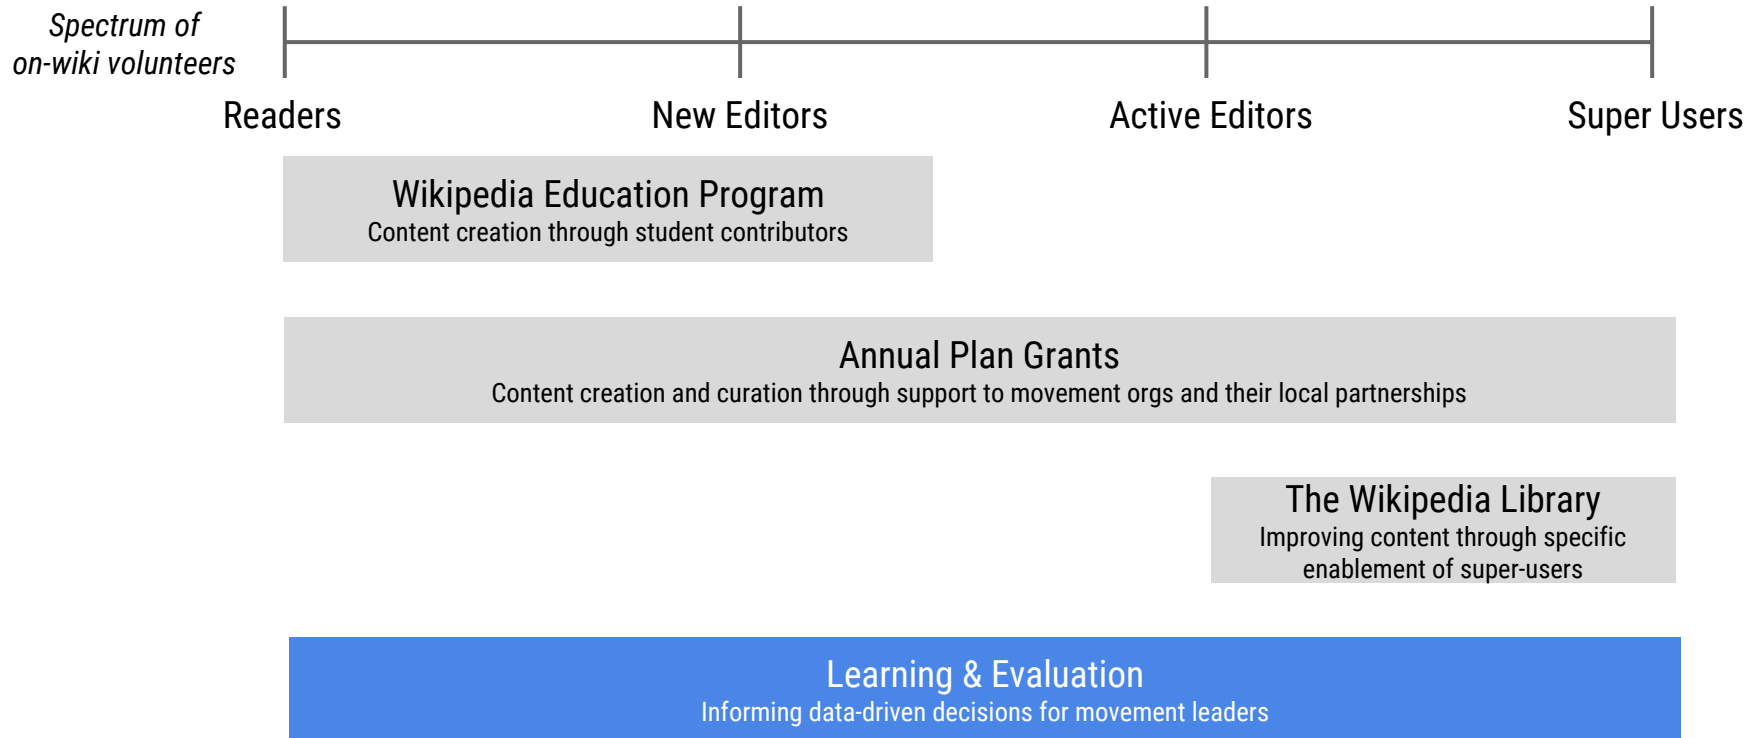 Spectrum of
on-wiki volunteers
Readers
New Editors
Active Editors
Super Users
Wikipedia Education Program
Content creation through student contributors
Annual Plan Grants
Content creation and curation through support to movement orgs and their local partnerships
The Wikipedia Library
Improving content through specific
enablement of super-users
Learning & Evaluation
Informing data-driven decisions for movement leaders